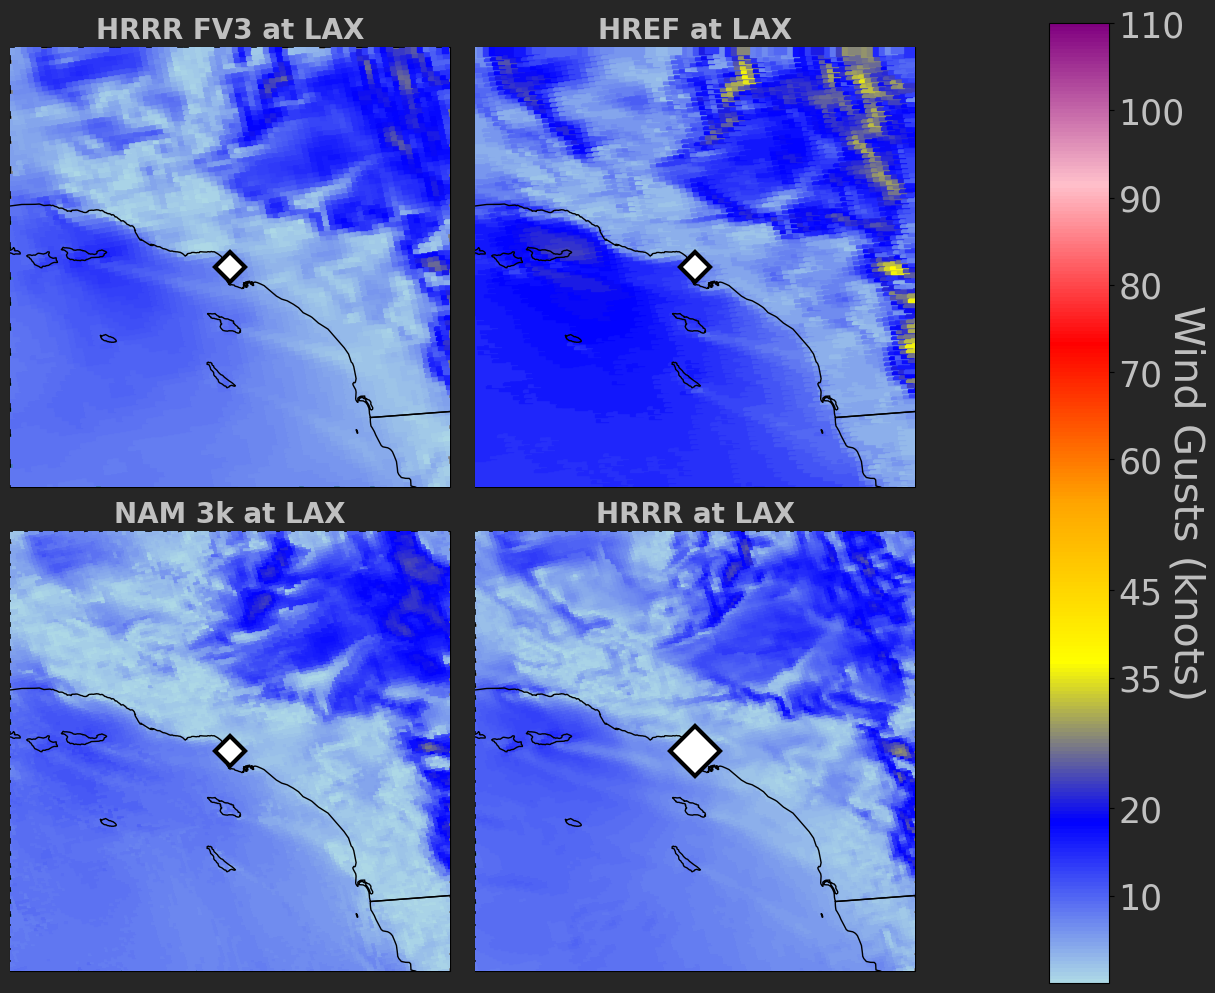 HRRR FV3 at LAX
HREF at LAX
NAM 3k at LAX
HRRR at LAX
110
100
90
80
70
60
45
35
20
10
Wind Gusts (knots)